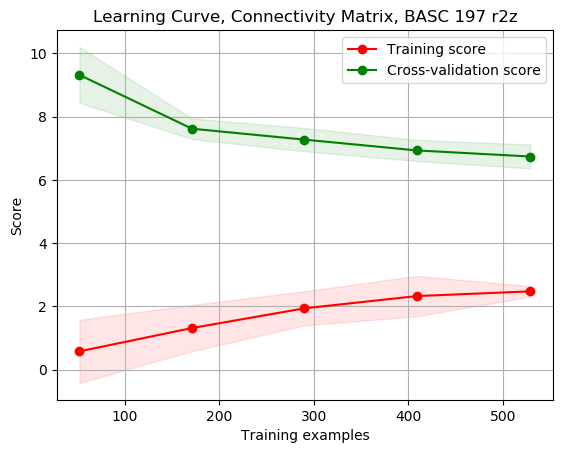 Learning Curve, Connectivity Matrix, BASC 197 r2z
Training score
Cross-validation score
10
8
6
4
2
0
Score
100 200 300 400 500
Training examples